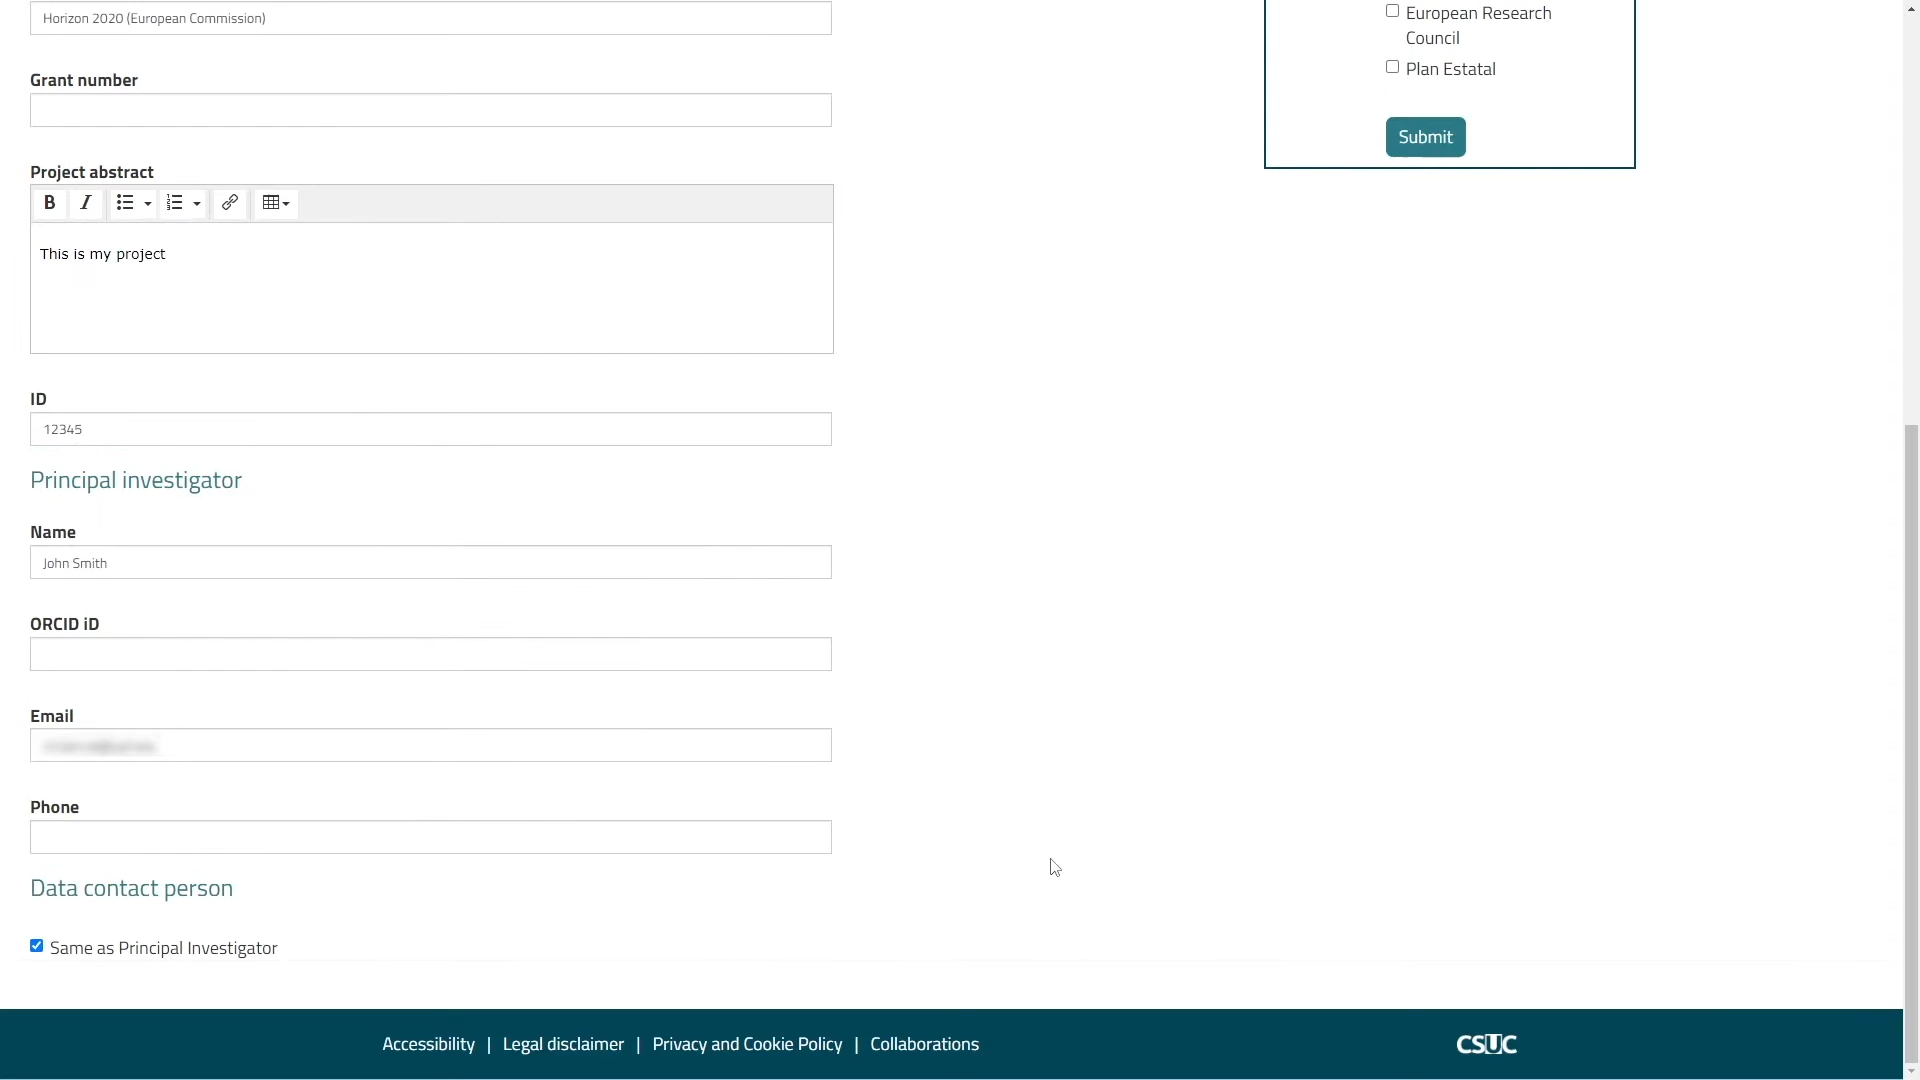 Horizon 2020 (European Commission)
Grant number
Project abstract
B I
This is my project
ID
12345
Principal investigator
Name
John Smith
ORCID iD
Email
Phone
Data contact person
Same as Principal Investigator
European Research
Council
Plan Estatal
Submit
Accessibility | Legal disclaimer | Privacy and Cookie Policy | Collaborations
CSUC